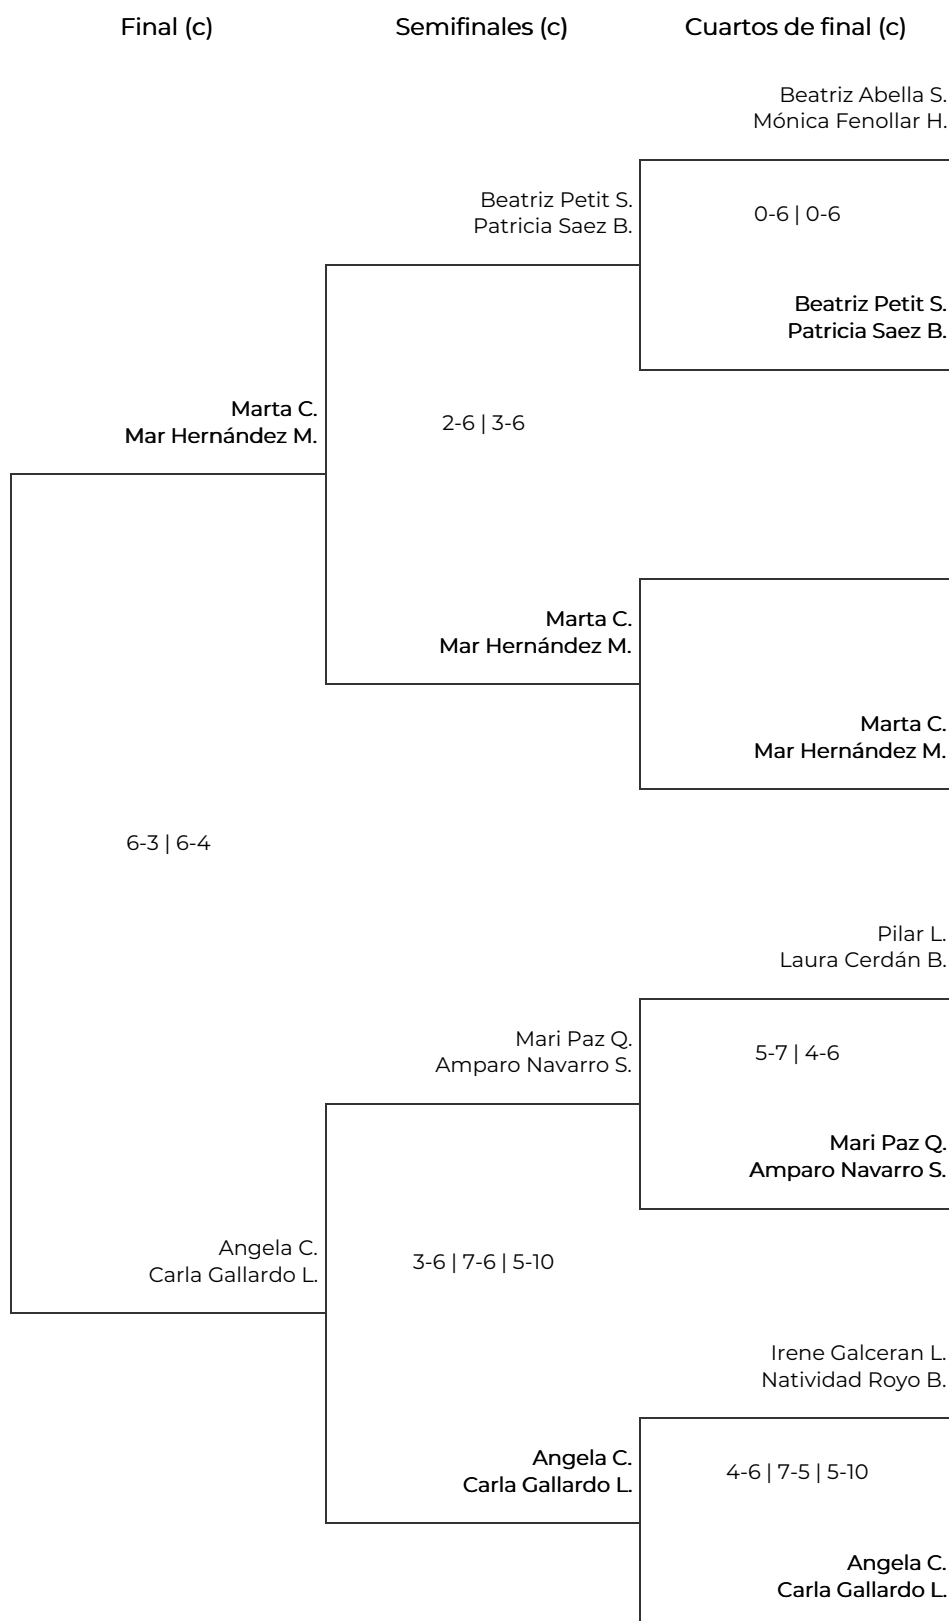 Final (c)
Semifinales (c)
Cuartos de final (c)
Beatriz Abella S.
Mónica Fenollar H.
Beatriz Petit S.
Patricia Saez B.
0-6 | 0-6
Beatriz Petit S.
Patricia Saez B.
Marta C.
Mar Hernández M.
2-6 | 3-6
Marta C.
Mar Hernández M.
Marta C.
Mar Hernández M.
6-3 | 6-4
Pilar L.
Laura Cerdán B.
Mari Paz Q.
Amparo Navarro S.
5-7 | 4-6
Mari Paz Q.
Amparo Navarro S.
Angela C.
Carla Gallardo L.
3-6 | 7-6 | 5-10
Irene Galceran L.
Natividad Royo B.
Angela C.
Carla Gallardo L.
4-6 | 7-5 | 5-10
Angela C.
Carla Gallardo L.